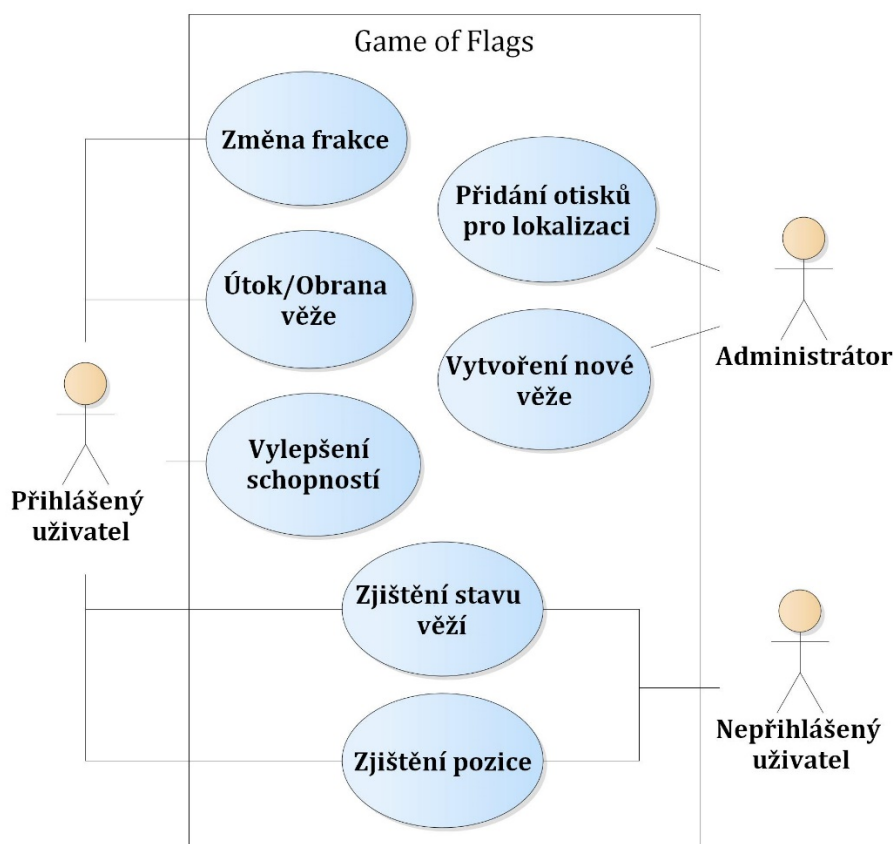 Game of Flags
Změna frakce
Přidání otisků
pro lokalizaci
Útok/Obrana
věže
Administrátor
Vytvoření nové
věže
Vylepšení
schopností
Přihlášený
uživatel
Zjištění stavu
věží
Nepřihlášený
uživatel
Zjištění pozice